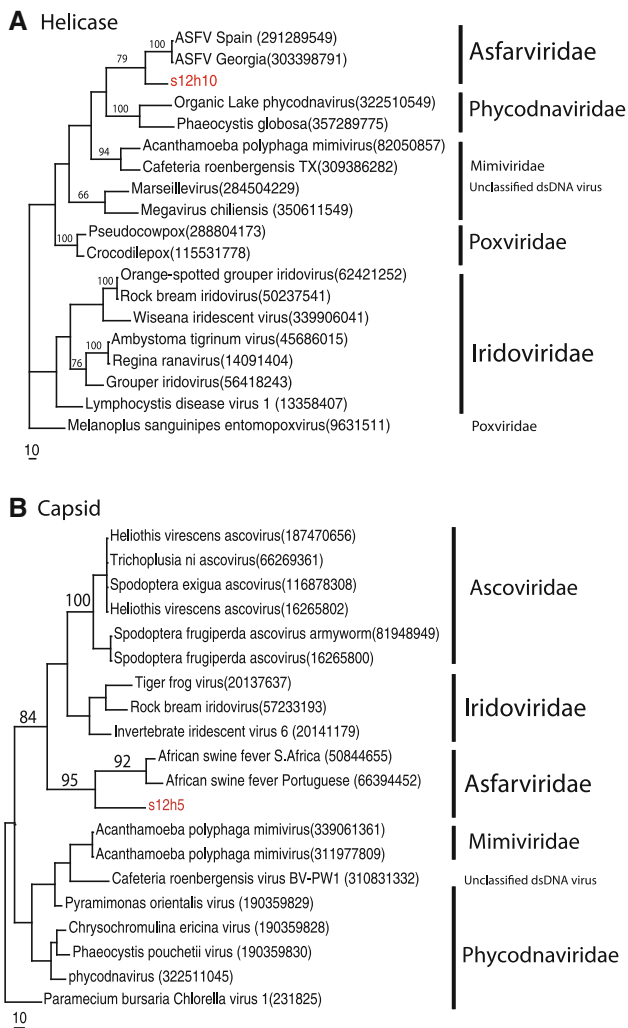 A Helicase
100
ASFV Spain (291289549)
79
ASFV Georgia(303398791)
Asfarviridae
s12h10
Organic Lake phycodnavirus(322510549)
100
Phycodnaviridae
Phaeocystis globosa(357289775)
Acanthamoeba polyphaga mimivirus(82050857)
94
Mimiviridae
Cafeteria roenbergensis TX(309386282)
Marseillevirus(284504229)
Unclassified dsDNA virus
66
Megavirus chiliensis (350611549)
Pseudocowpox(288804173)
100
Poxviridae
Crocodilepox(115531778)
Orange-spotted grouper iridovirus(62421252)
100
Rock bream iridovirus(50237541)
Wiseana iridescent virus(339906041)
Ambystoma tigrinum virus(45686015)
100
Iridoviridae
Regina ranavirus(14091404)
76
Grouper iridovirus(56418243)
Lymphocystis disease virus 1 (13358407)
Melanoplus sanguinipes entomopoxvirus(9631511)
Poxviridae
10
B Capsid
Heliothis virescens ascovirus(187470656)
Trichoplusia ni ascovirus(66269361)
Spodoptera exigua ascovirus(116878308)
Ascoviridae
100
Heliothis virescens ascovirus(16265802)
Spodoptera frugiperda ascovirus armyworm(81948949)
Spodoptera frugiperda ascovirus(16265800)
Tiger frog virus(20137637)
Rock bream iridovirus(57233193)
Iridoviridae
84
Invertebrate iridescent virus 6 (20141179)
African swine fever S.Africa (50844655)
92
African swine fever Portuguese (66394452)
Asfarviridae
95
s12h5
Acanthamoeba polyphaga mimivirus(339061361)
Mimiviridae
Acanthamoeba polyphaga mimivirus(311977809)
Cafeteria roenbergensis virus BV-PW1 (310831332)
Unclassified dsDNA virus
Pyramimonas orientalis virus (190359829)
Chrysochromulina ericina virus (190359828)
Phaeocystis pouchetii virus (190359830)
Phycodnaviridae
phycodnavirus (322511045)
Paramecium bursaria Chlorella virus 1(231825)
10